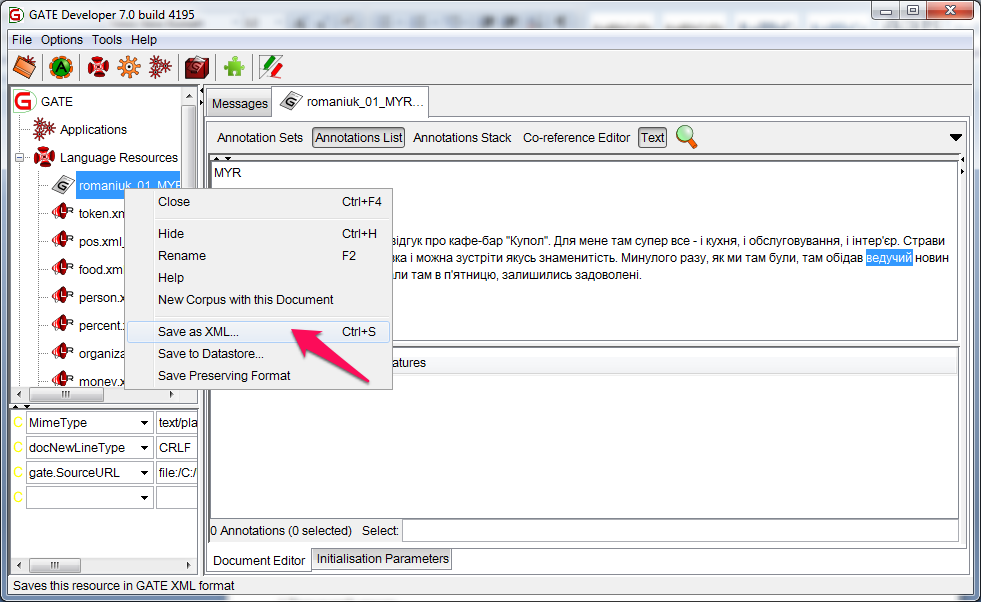 GATE Developer 7.0 build 4195
File Options Tools Help
Messages
romaniuk_01_MYR...
GATE
Applications
Language Resources
romaniuk_01_MYR
token.xm
pos.xml_
food.xm
person.x
percent.
organiza
money.x
Annotation Sets Annotations List Annotations Stack Co-reference Editor Text
MYR
відгук про кафе-бар "Купол". Для мене там супер все - і кухня, і обслуговування, і інтер'єр. Страви
вка і можна зустріти якусь знаменитість. Минулого разу, як ми там були, там обідав ведучий новин
али там в п'ятницю, залишились задоволені.
Close Ctrl+F4
Hide Ctrl+H
Rename F2
Help
New Corpus with this Document
Save as XML... Ctrl+S
Save to Datastore...
Save Preserving Format
atures
C MimeType text/pla
C docNewLineType CRLF
C gate.SourceURL file:/C:/
C
0 Annotations (0 selected) Select:
Document Editor Initialisation Parameters
Saves this resource in GATE XML format